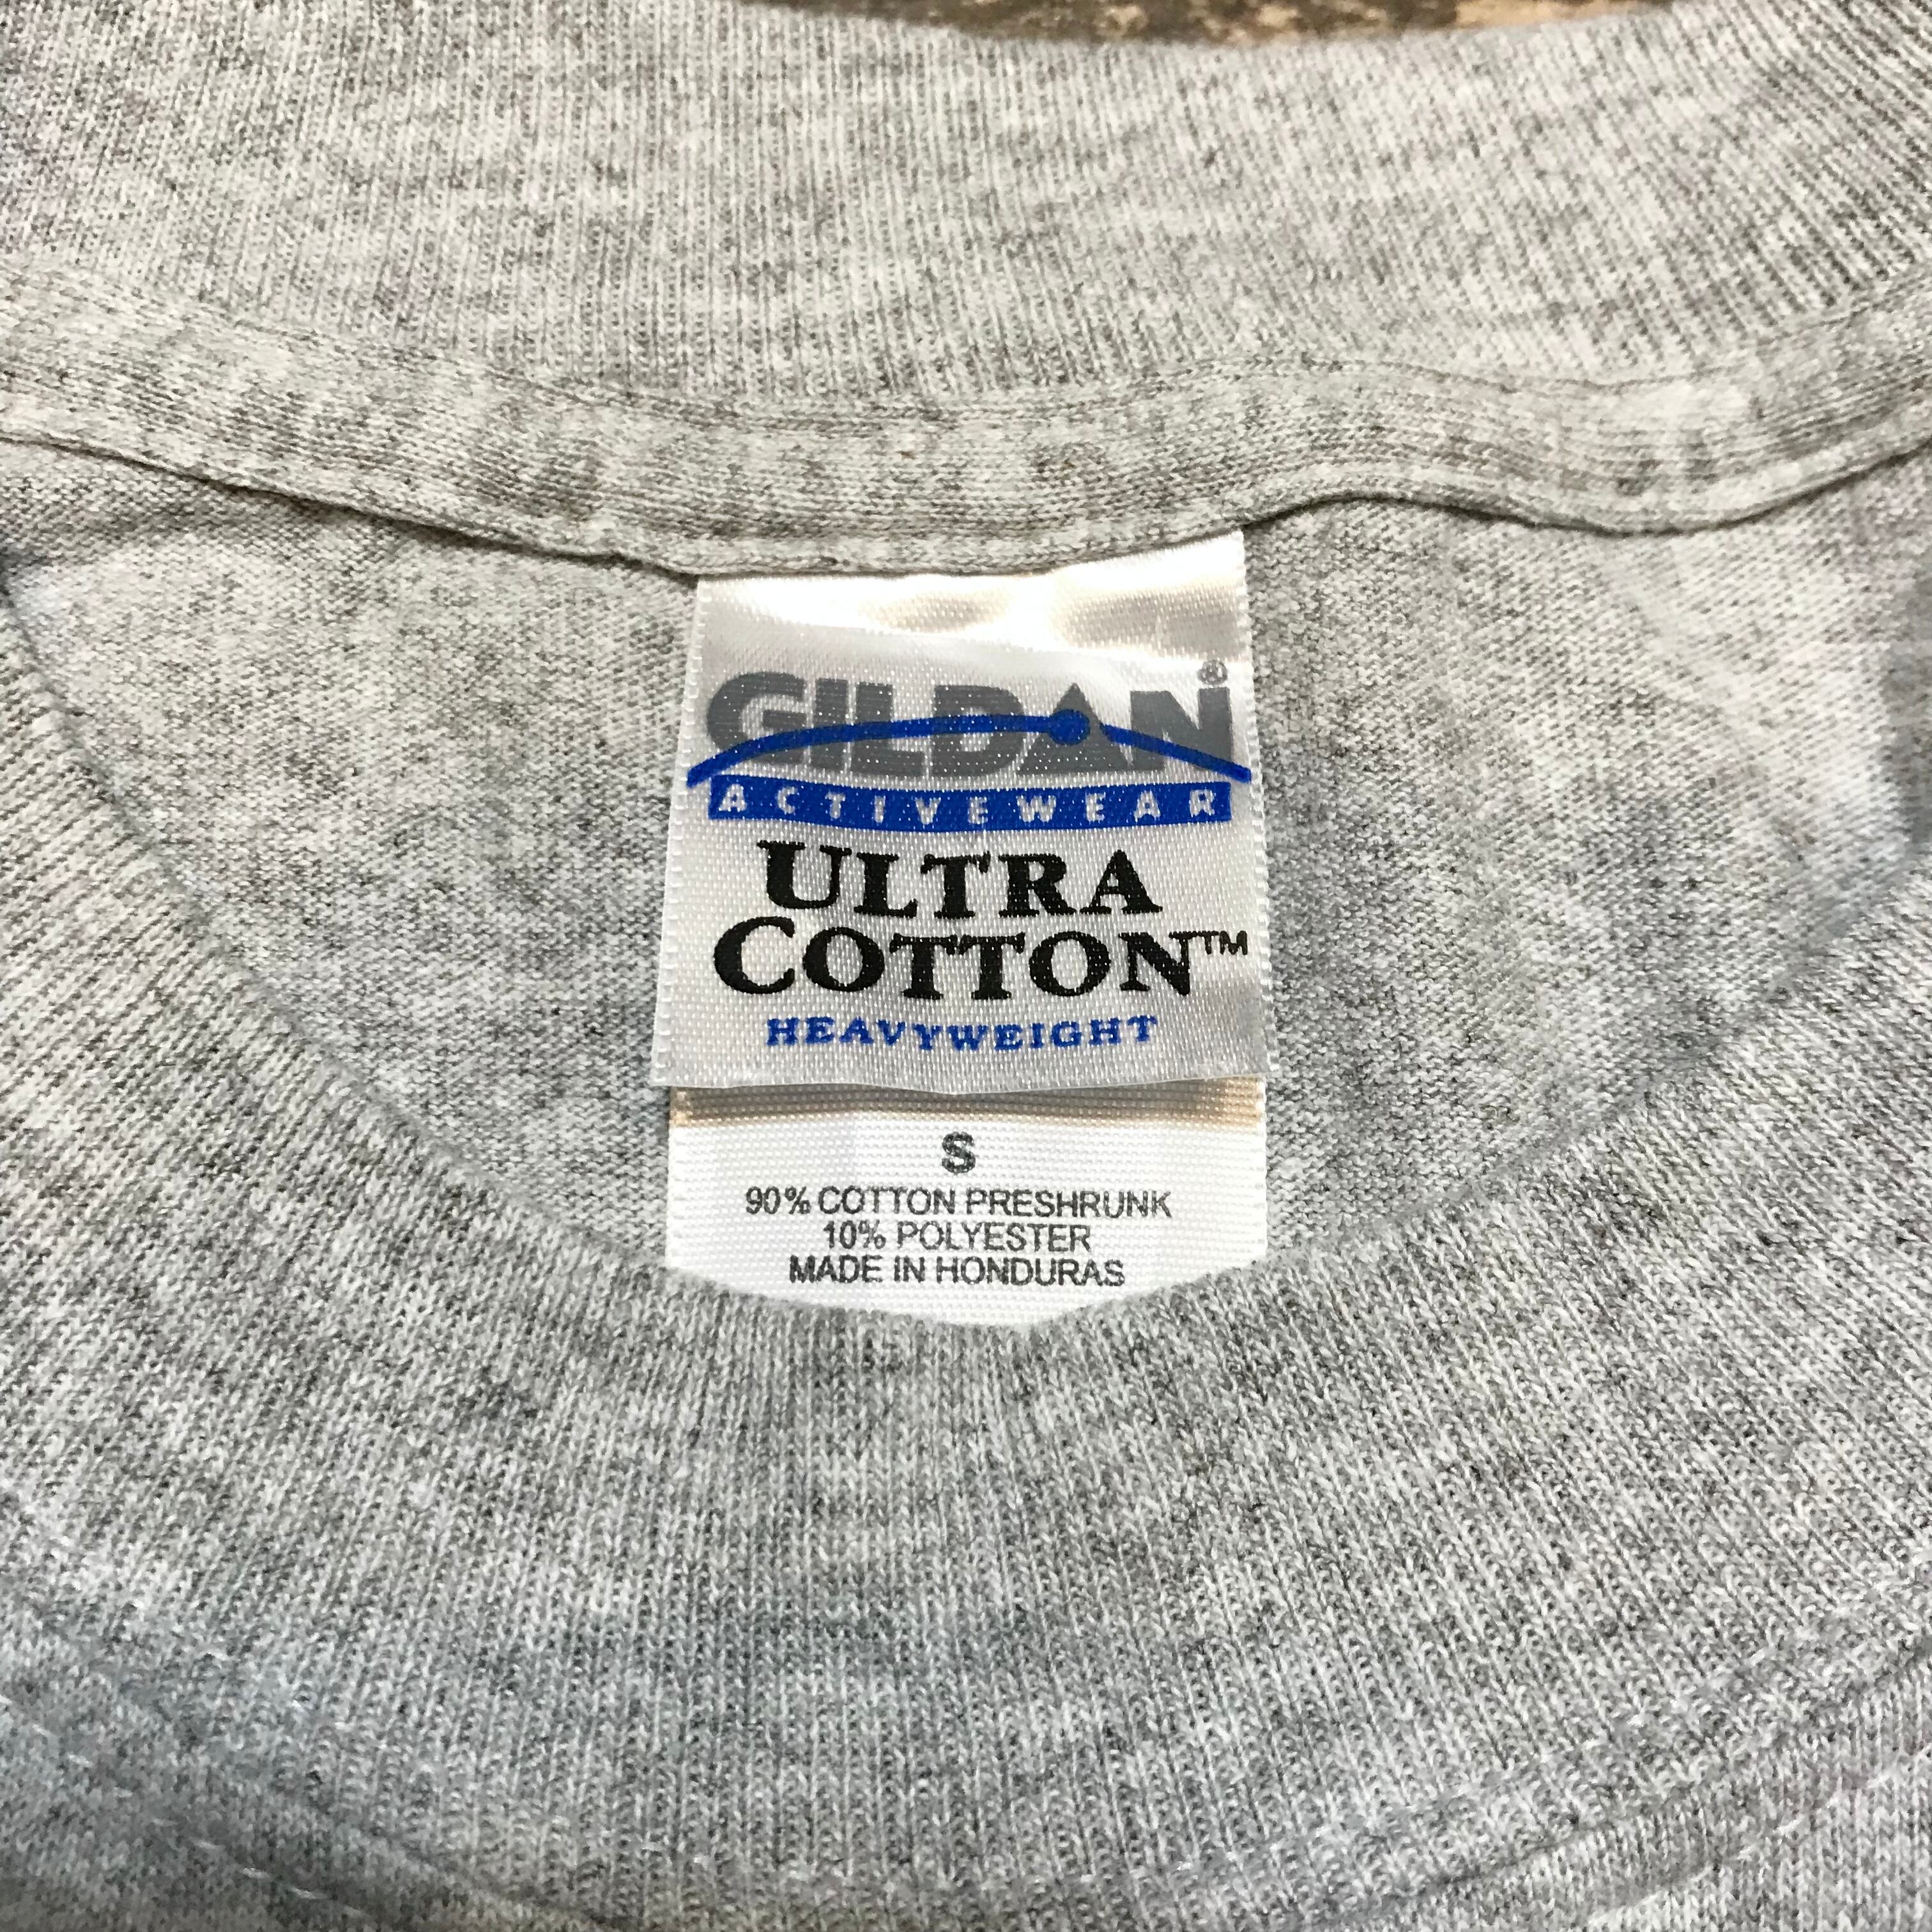 GILDAN®
ACTIVEWEAR
ULTRA
COTTON™
HEAVYWEIGHT
S
90% COTTON PRESHRUNK
10% POLYESTER
MADE IN HONDURAS